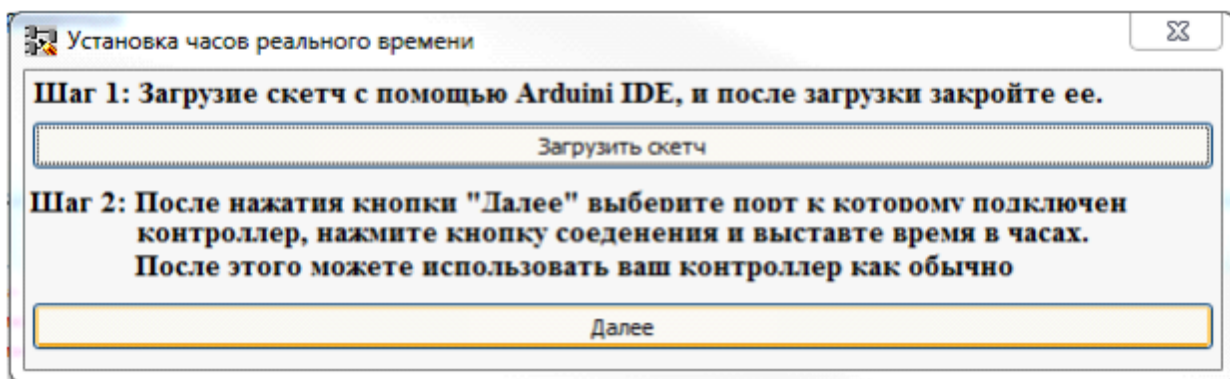 Установка часов реального времени
Шаг 1: Загрузие скетч с помощью Arduini IDE, и после загрузки закройте ее.
Загрузить скетч
Шаг 2: После нажатия кнопки "Далее" выберите порт к которому подключен
контроллер, нажмите кнопку соеденения и выставте время в часах.
После этого можете использовать ваш контроллер как обычно
Далее